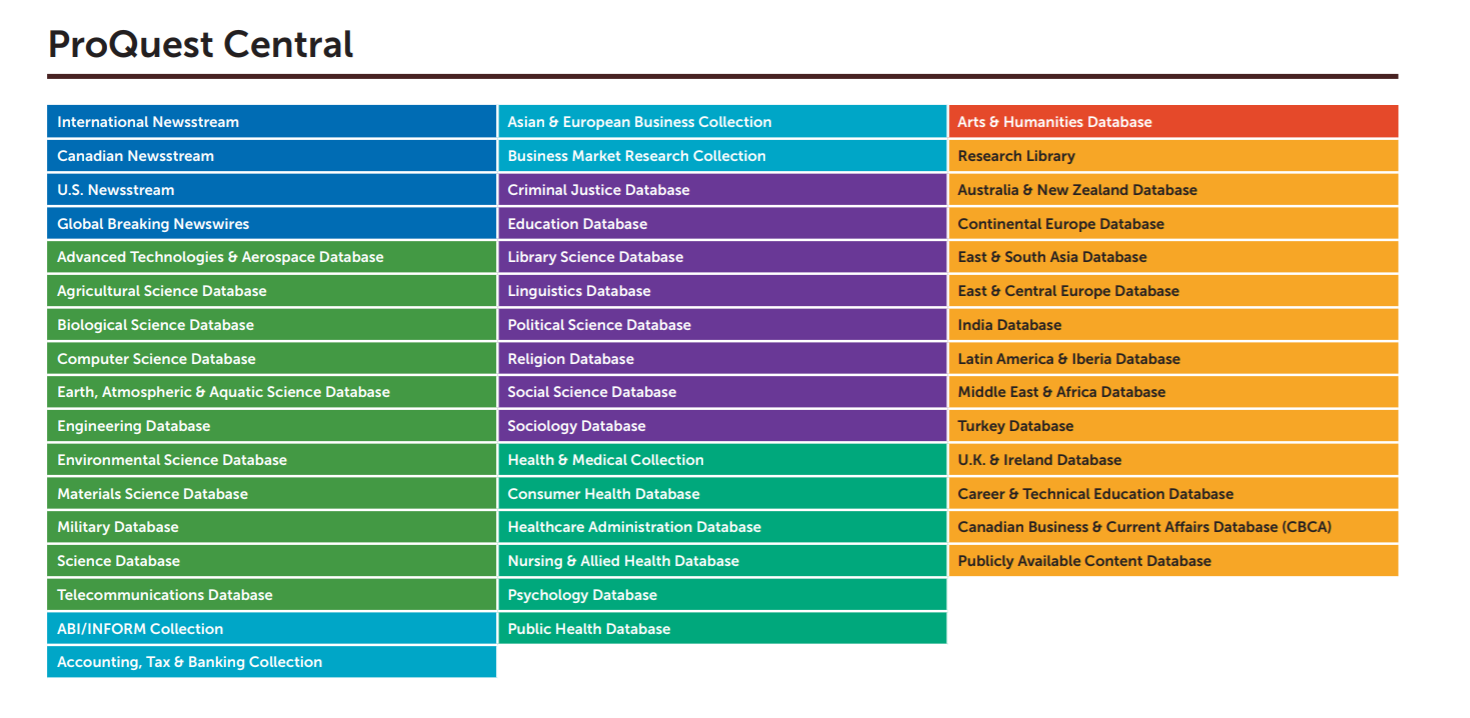 ProQuest Central
International Newsstream
Canadian Newsstream
U.S. Newsstream
Global Breaking Newswires
Advanced Technologies & Aerospace Database
Agricultural Science Database
Biological Science Database
Computer Science Database
Earth, Atmospheric & Aquatic Science Database
Engineering Database
Environmental Science Database
Materials Science Database
Military Database
Science Database
Telecommunications Database
ABI/INFORM Collection
Accounting, Tax & Banking Collection
Asian & European Business Collection
Business Market Research Collection
Criminal Justice Database
Education Database
Library Science Database
Linguistics Database
Political Science Database
Religion Database
Social Science Database
Sociology Database
Health & Medical Collection
Consumer Health Database
Healthcare Administration Database
Nursing & Allied Health Database
Psychology Database
Public Health Database
Arts & Humanities Database
Research Library
Australia & New Zealand Database
Continental Europe Database
East & South Asia Database
East & Central Europe Database
India Database
Latin America & Iberia Database
Middle East & Africa Database
Turkey Database
U.K. & Ireland Database
Career & Technical Education Database
Canadian Business & Current Affairs Database (CBCA)
Publicly Available Content Database